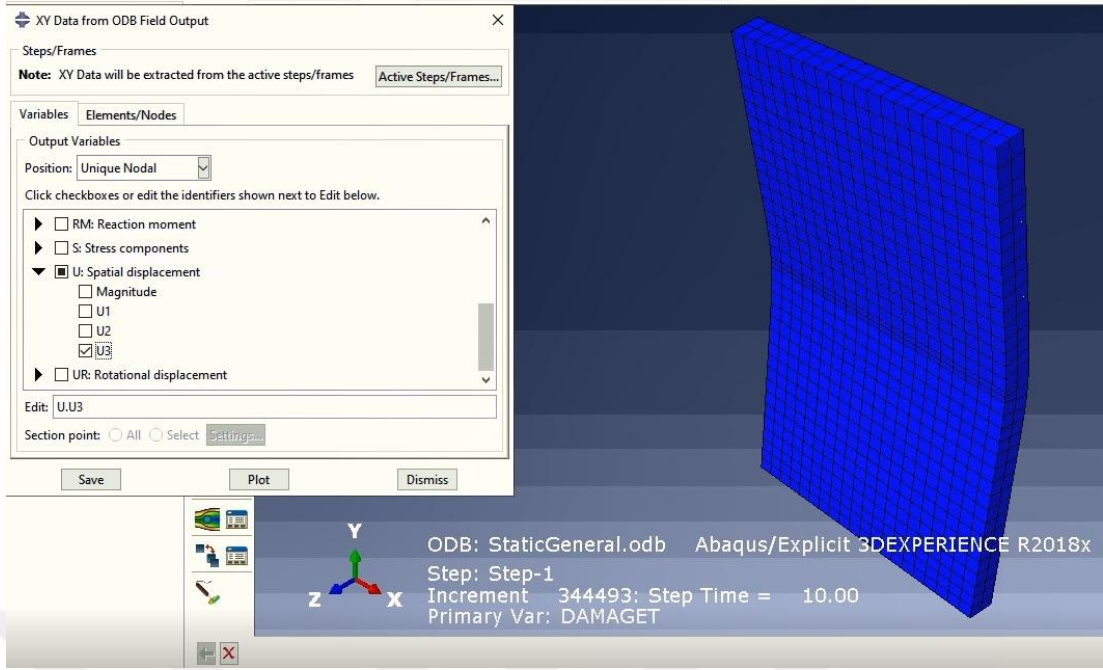 XY Data from ODB Field Output
Steps/Frames
Note: XY Data will be extracted from the active steps/frames
Active Steps/Frames...
Variables
Elements/Nodes
Output Variables
Position: Unique Nodal
Click checkboxes or edit the identifiers shown next to Edit below.
RM: Reaction moment
S: Stress components
U: Spatial displacement
Magnitude
U1
U2
U3
UR: Rotational displacement
Edit: U.U3
Section point: All Select Settings...
Save
Plot
Dismiss
Y
Z
X
ODB: StaticGeneral.odb Abaqus/Explicit 3DEXPERIENCE R2018x
Step: Step-1
Increment 344493: Step Time = 10.00
Primary Var: DAMAGET